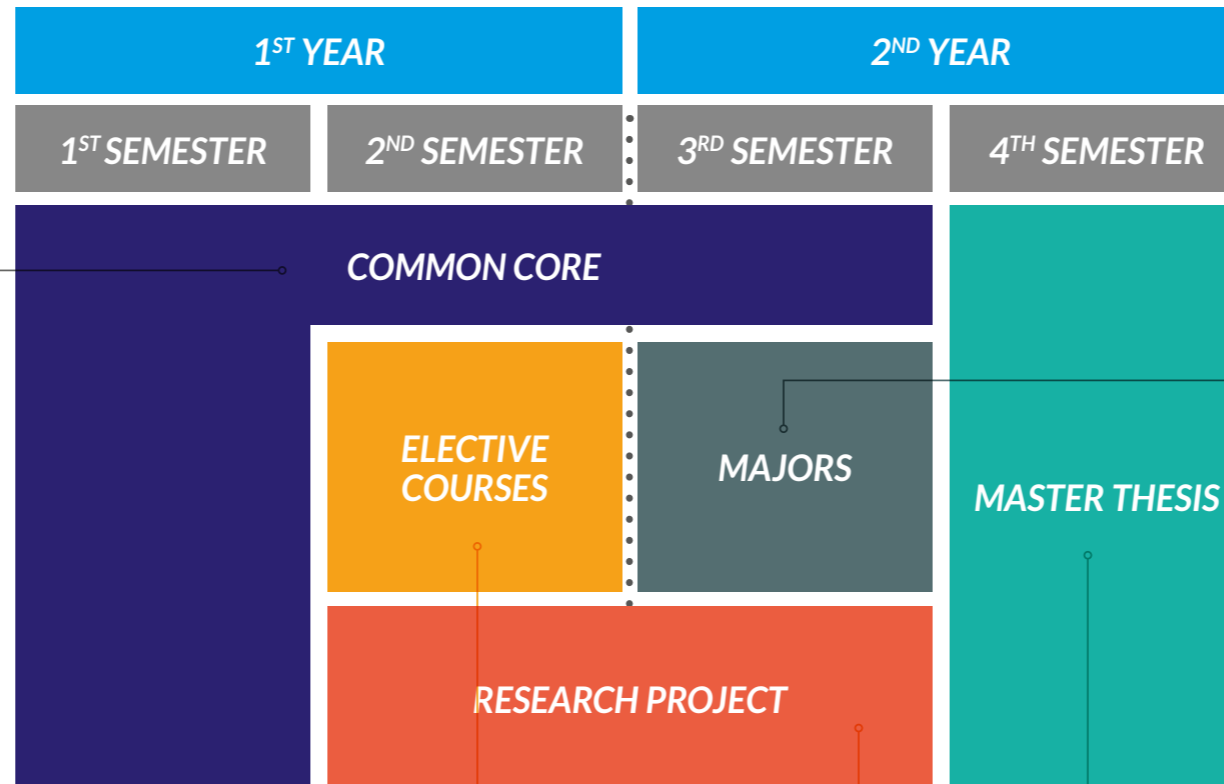 1ST YEAR
2ND YEAR
1ST SEMESTER
2ND SEMESTER
3RD SEMESTER
4TH SEMESTER
COMMON CORE
ELECTIVE
COURSES
MAJORS
MASTER THESIS
RESEARCH PROJECT